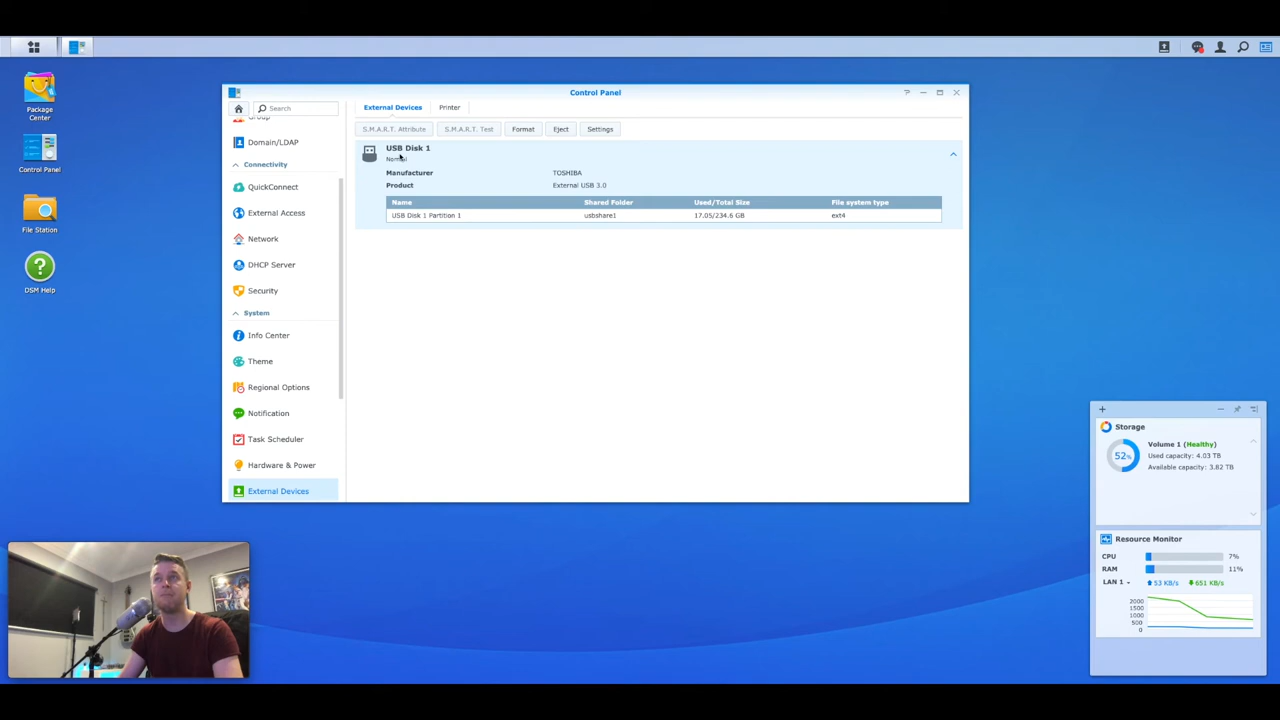 Package
Center
Control Panel
File Station
DSM Help
Control Panel
Search
External Devices
Printer
Group
Domain/LDAP
Connectivity
QuickConnect
External Access
Network
DHCP Server
Security
System
Info Center
Theme
Regional Options
Notification
Task Scheduler
Hardware & Power
External Devices
S.M.A.R.T. Attribute
S.M.A.R.T. Test
Format
Eject
Settings
USB Disk 1
Normal
Manufacturer TOSHIBA
Product External USB 3.0
Name Shared Folder Used/Total Size File system type
USB Disk 1 Partition 1 usbshare1 17.05/234.6 GB ext4
Storage
52%
Volume 1 (Healthy)
Used capacity: 4.03 TB
Available capacity: 3.82 TB
Resource Monitor
CPU 7%
RAM 11%
LAN 1 53 KB/s 651 KB/s
2000
1500
1000
500
0